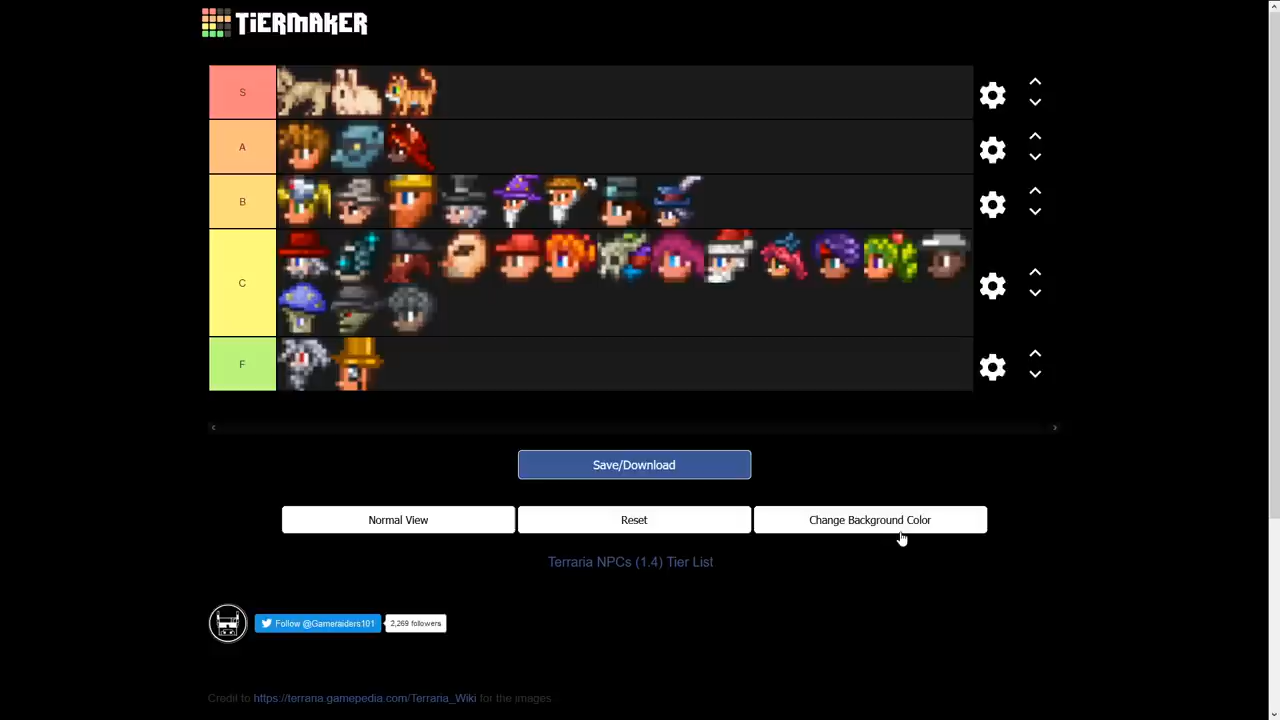 TIERMAKER
S
A
B
C
F
Save/Download
Normal View
Reset
Change Background Color
Terraria NPCs (1.4) Tier List
Follow @Gameraiders101
2,269 followers
Credit to https://terraria.gamepedia.com/Terraria_Wiki for the images